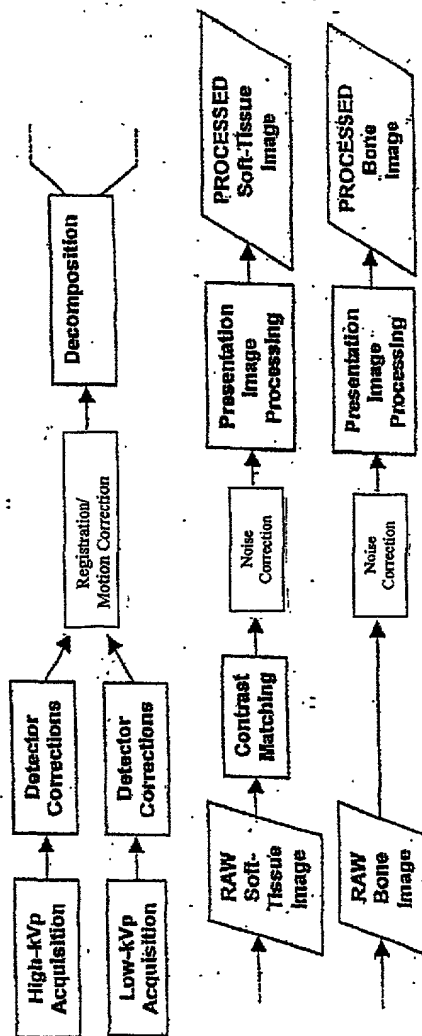 High-kVp
Acquisition
Detector
Corrections
Low-kVp
Acquisition
Detector
Corrections
Registration/
Motion Correction
Decomposition
RAW
Soft-
Tissue
Image
Contrast
Matching
Noise
Correction
Presentation
Image
Processing
PROCESSED
Soft-Tissue
Image
RAW
Bone
Image
Noise
Correction
Presentation
Image
Processing
PROCESSED
Bone
Image